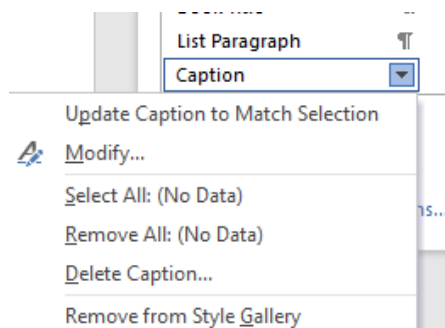 List Paragraph ¶
Caption
Update Caption to Match Selection
Modify...
Select All: (No Data)
Remove All: (No Data)
Delete Caption...
Remove from Style Gallery